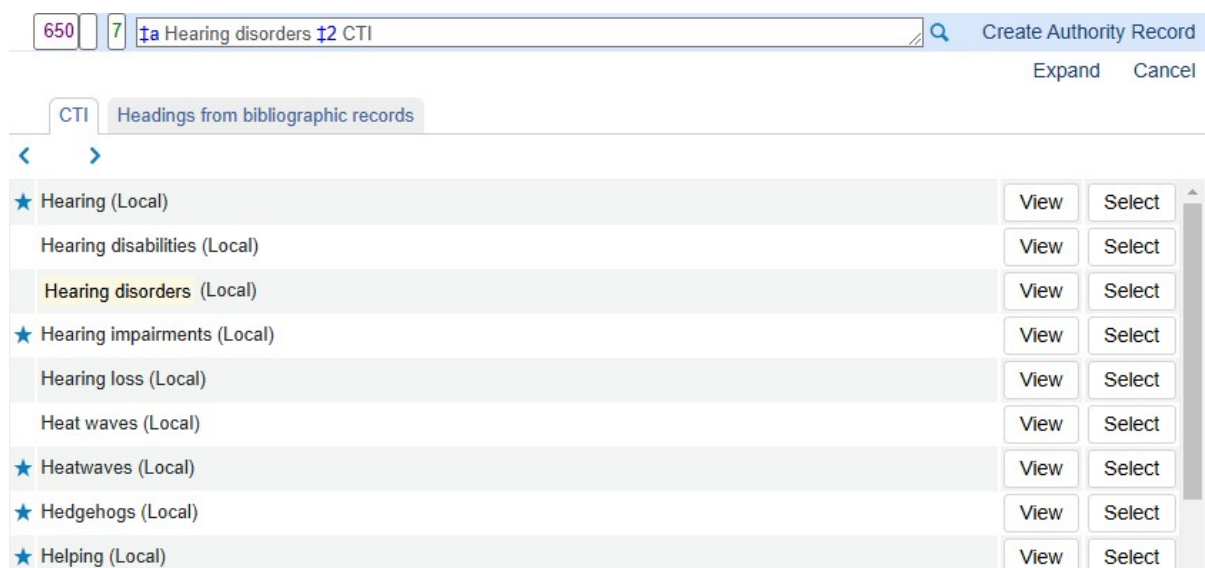 650 7 ‡a Hearing disorders ‡2 CTI Create Authority Record
Expand Cancel
CTI Headings from bibliographic records
Hearing (Local) View Select
Hearing disabilities (Local) View Select
Hearing disorders (Local) View Select
Hearing impairments (Local) View Select
Hearing loss (Local) View Select
Heat waves (Local) View Select
Heatwaves (Local) View Select
Hedgehogs (Local) View Select
Helping (Local) View Select